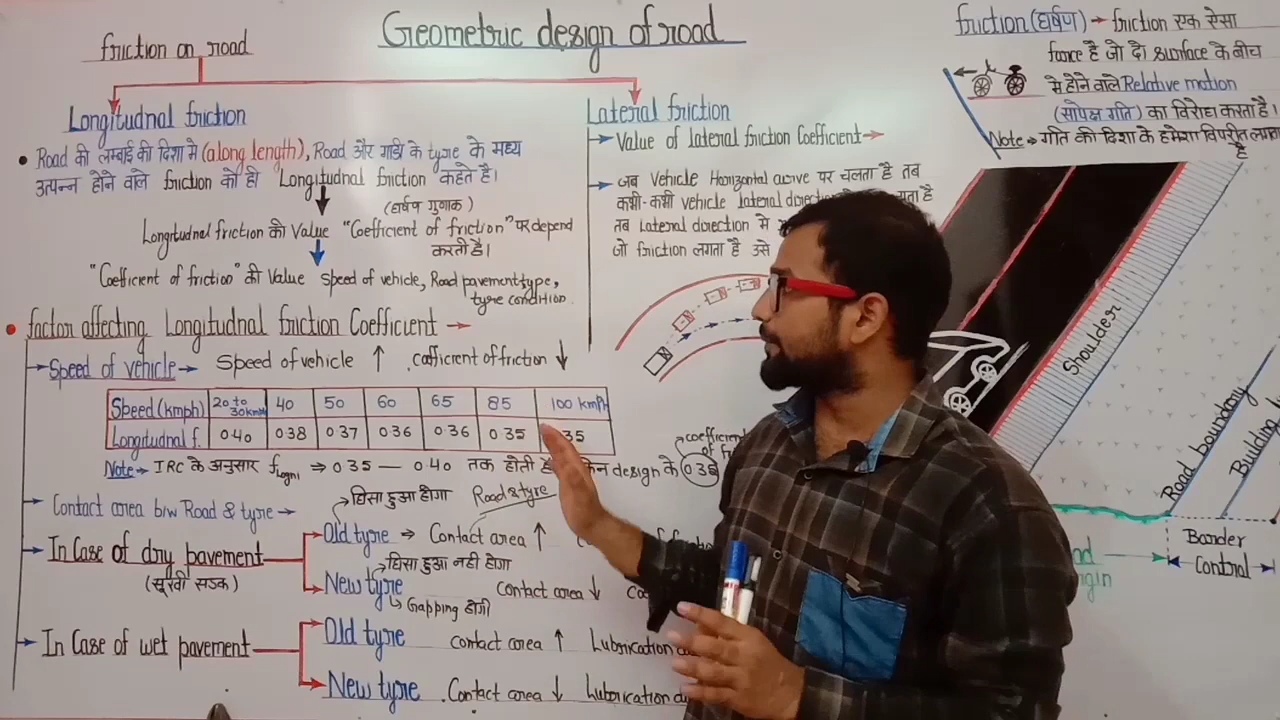 Geometric design of road
friction on road
Longitudnal friction
• Road की लम्बाई की दिशा मे (along length), Road और गाडी के tyre के मध्य
उत्पन्न होने वाले friction को ही Longitudnal friction कहते है।
(घर्षण गुणांक)
Longitudnal friction की Value "Coefficient of friction" पर depend
करती है।
"Coefficient of friction" की Value Speed of vehicle, Road pavement type,
tyre condition.
• factor affecting Longitudnal friction Coefficient →
→ Speed of vehicle → Speed of vehicle ↑ cofficient of friction ↓
Speed (kmph) 20 to 30kmh 40 50 60 65 85 100 kmph
Longitudnal f. 0.40 0.38 0.37 0.36 0.36 0.35 35
Note → IRC के अनुसार f longi ⇒ 0.35 — 0.40 तक होती design के
→ घिसा हुआ होगा Road & tyre
→ Contact area b/w Road & tyre →
→ In Case of dry pavement
(सूखी सडक)
Old tyre → Contact area ↑
→ घिसा हुआ नही होगा
New tyre Contact area ↓
→ Gapping होगी
→ In Case of wet pavement
Old tyre contact area ↑ Lubrication
New tyre Contact area ↓ Lubrication
Lateral friction
→ Value of lateral friction Coefficient →
→ जब Vehicle Horizontal curve पर चलता है तब
कभी-कभी vehicle lateral है
तब Lateral direction मे
जो friction लगता है उसे
friction (घर्षण) → friction एक ऐसा
force है जो दो surface के बीच
मे होने वाले Relative motion
(सापेक्ष गति) का विरोध करता है।
Note → गति की दिशा के हमेशा विपरीत
है
Shoulder
Road boundary
Building
Border
Control